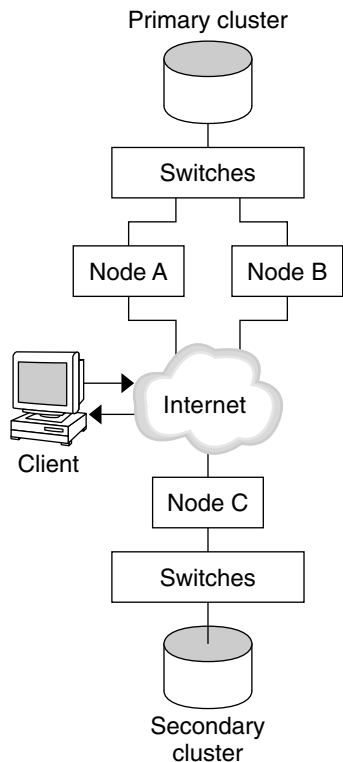 Primary cluster
Switches
Node A
Node B
Internet
Client
Node C
Switches
Secondary
cluster